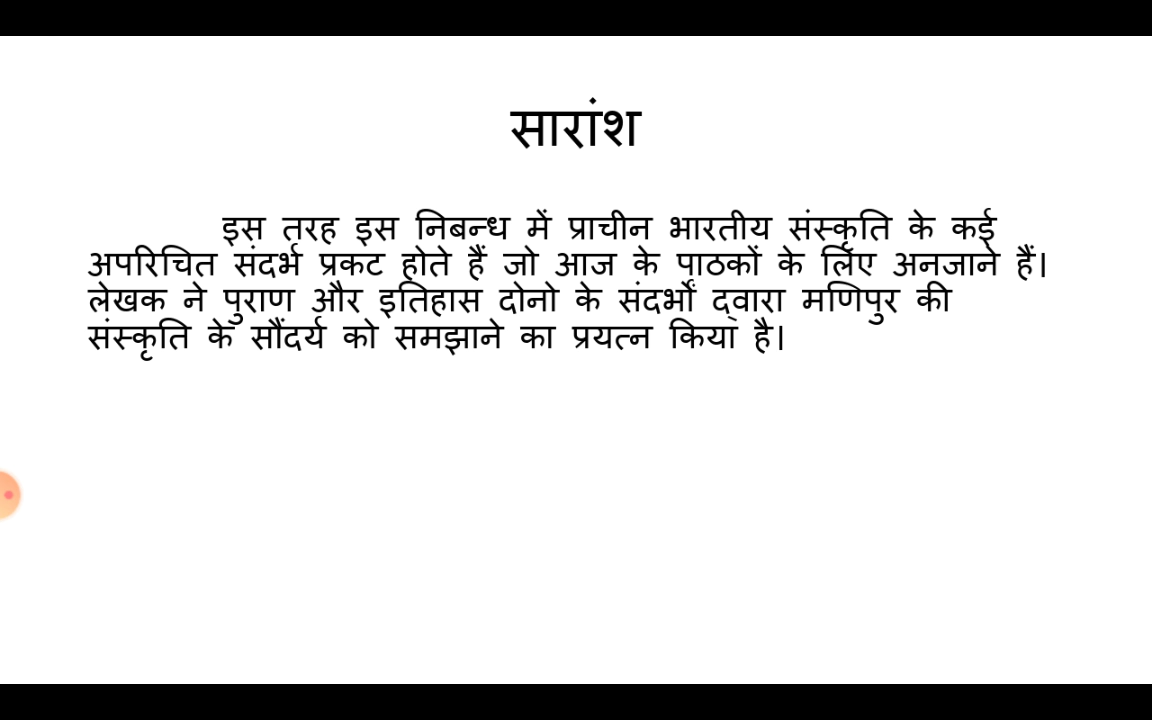 सारांश
इस तरह इस निबन्ध में प्राचीन भारतीय संस्कृति के कई
अपरिचित संदर्भ प्रकट होते हैं जो आज के पाठकों के लिए अनजाने हैं।
लेखक ने पुराण और इतिहास दोनो के संदर्भों द्वारा मणिपुर की
संस्कृति के सौंदर्य को समझाने का प्रयत्न किया है।